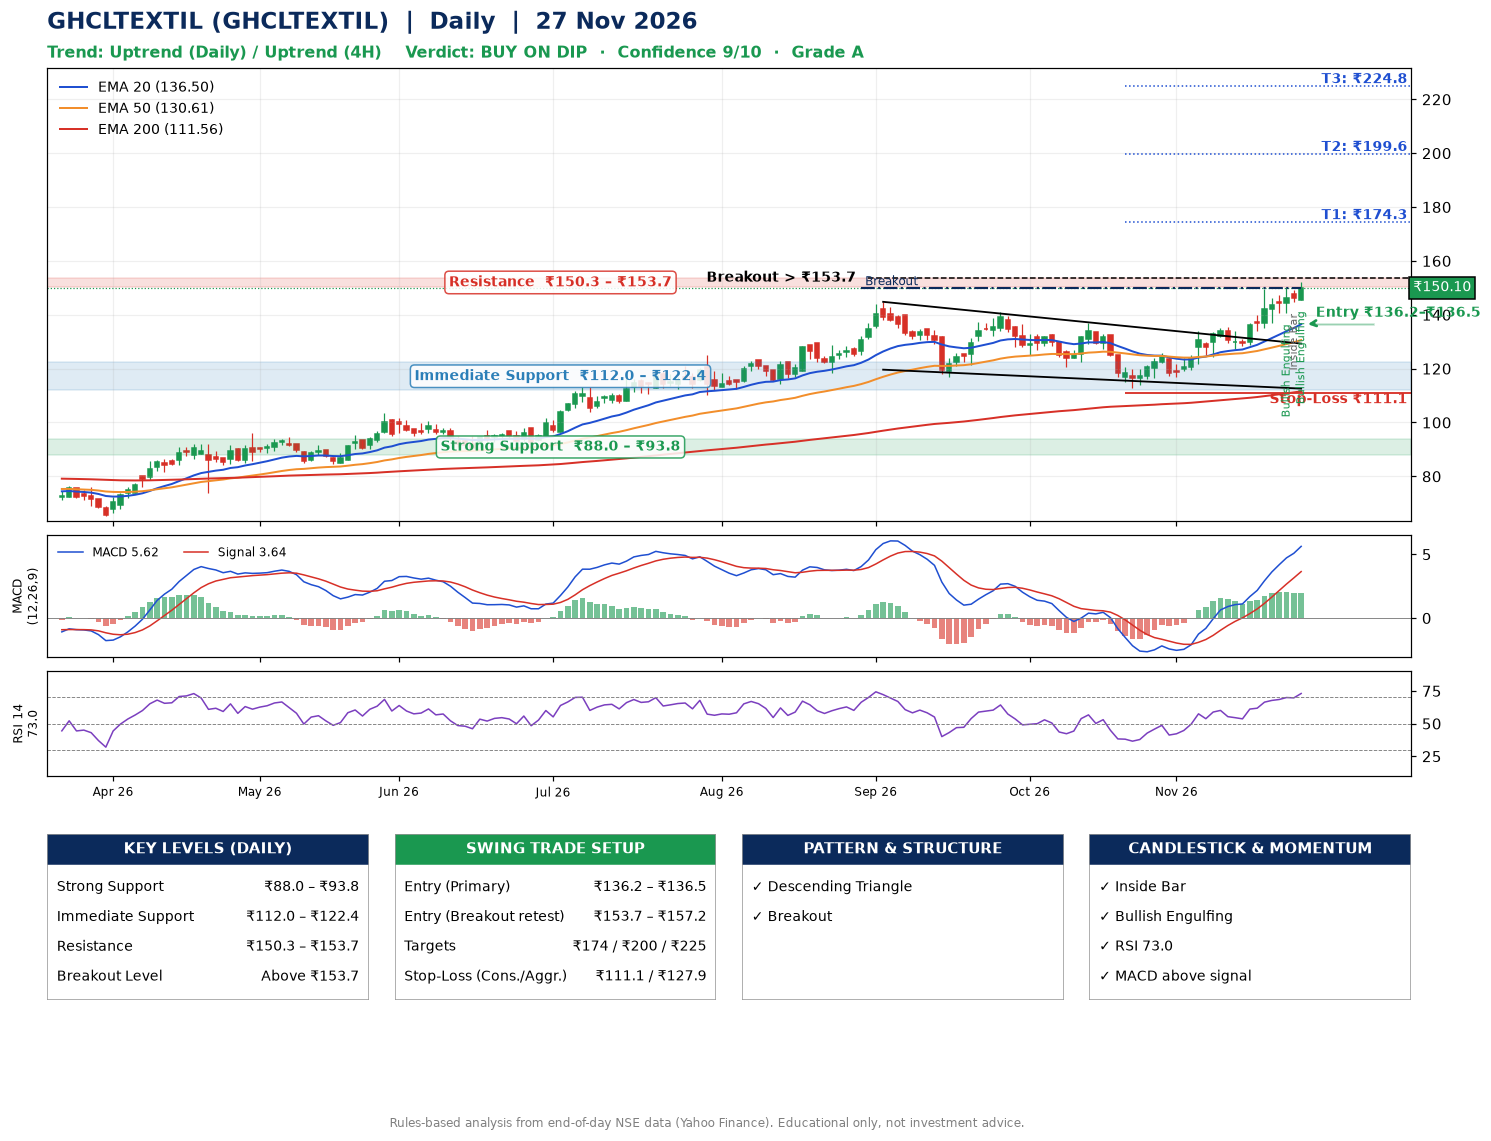 GHCLTEXTIL (GHCLTEXTIL) | Daily | 27 Nov 2026
Trend: Uptrend (Daily) / Uptrend (4H) Verdict: BUY ON DIP · Confidence 9/10 · Grade A
EMA 20 (136.50)
EMA 50 (130.61)
EMA 200 (111.56)
T3: ₹224.8
T2: ₹199.6
T1: ₹174.3
Resistance ₹150.3 – ₹153.7
Breakout > ₹153.7
Breakout
₹150.10
Entry ₹136.2–₹136.5
Immediate Support ₹112.0 – ₹122.4
Stop-Loss ₹111.1
Strong Support ₹88.0 – ₹93.8
Bullish Engulfing
Inside Bar
Bullish Engulfing
220
200
180
160
140
120
100
80
MACD 5.62 Signal 3.64
MACD
(12,26,9)
5
0
RSI 14
73.0
75
50
25
Apr 26 May 26 Jun 26 Jul 26 Aug 26 Sep 26 Oct 26 Nov 26
KEY LEVELS (DAILY)
Strong Support ₹88.0 – ₹93.8
Immediate Support ₹112.0 – ₹122.4
Resistance ₹150.3 – ₹153.7
Breakout Level Above ₹153.7
SWING TRADE SETUP
Entry (Primary) ₹136.2 – ₹136.5
Entry (Breakout retest) ₹153.7 – ₹157.2
Targets ₹174 / ₹200 / ₹225
Stop-Loss (Cons./Aggr.) ₹111.1 / ₹127.9
PATTERN & STRUCTURE
✓ Descending Triangle
✓ Breakout
CANDLESTICK & MOMENTUM
✓ Inside Bar
✓ Bullish Engulfing
✓ RSI 73.0
✓ MACD above signal
Rules-based analysis from end-of-day NSE data (Yahoo Finance). Educational only, not investment advice.